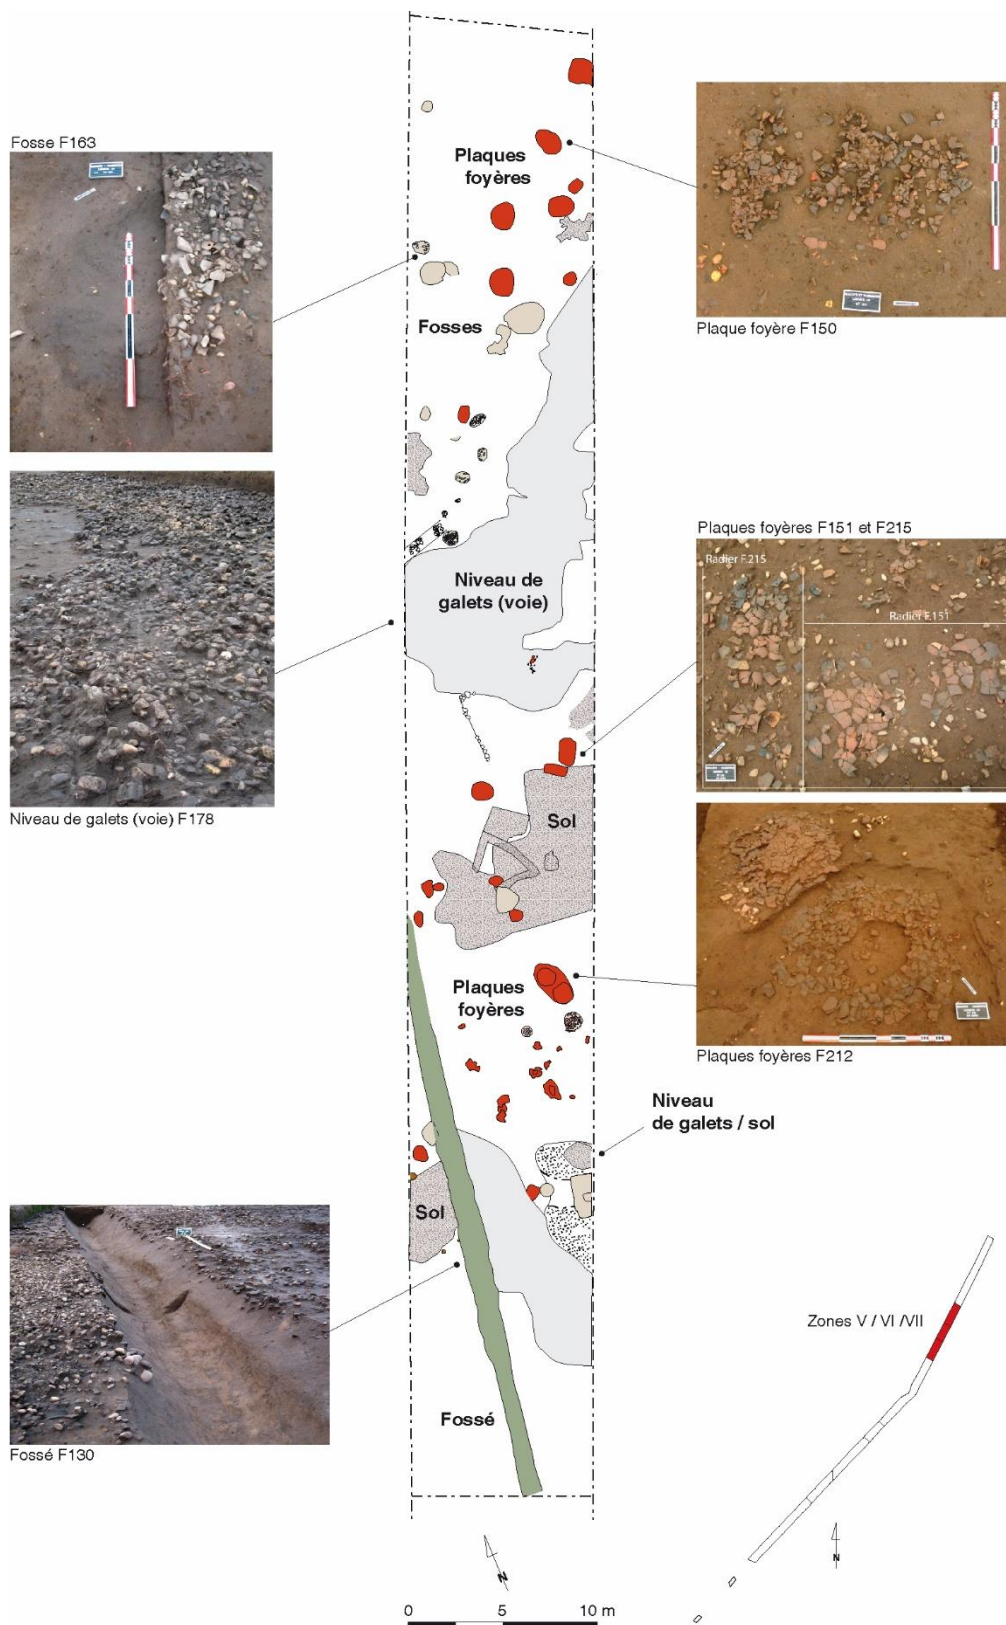 Fosse F163
Plaques
foyères
Plaque foyère F150
Fosses
Niveau de
galets (voie)
Niveau de galets (voie) F178
Plaques foyères F151 et F215
Radier F.215
Radier F.151
Sol
Plaques
foyères
Plaques foyères F212
Niveau
de galets / sol
Sol
Fossé F130
Fossé
Zones V / VI /VII
N
N
0 5 10 m